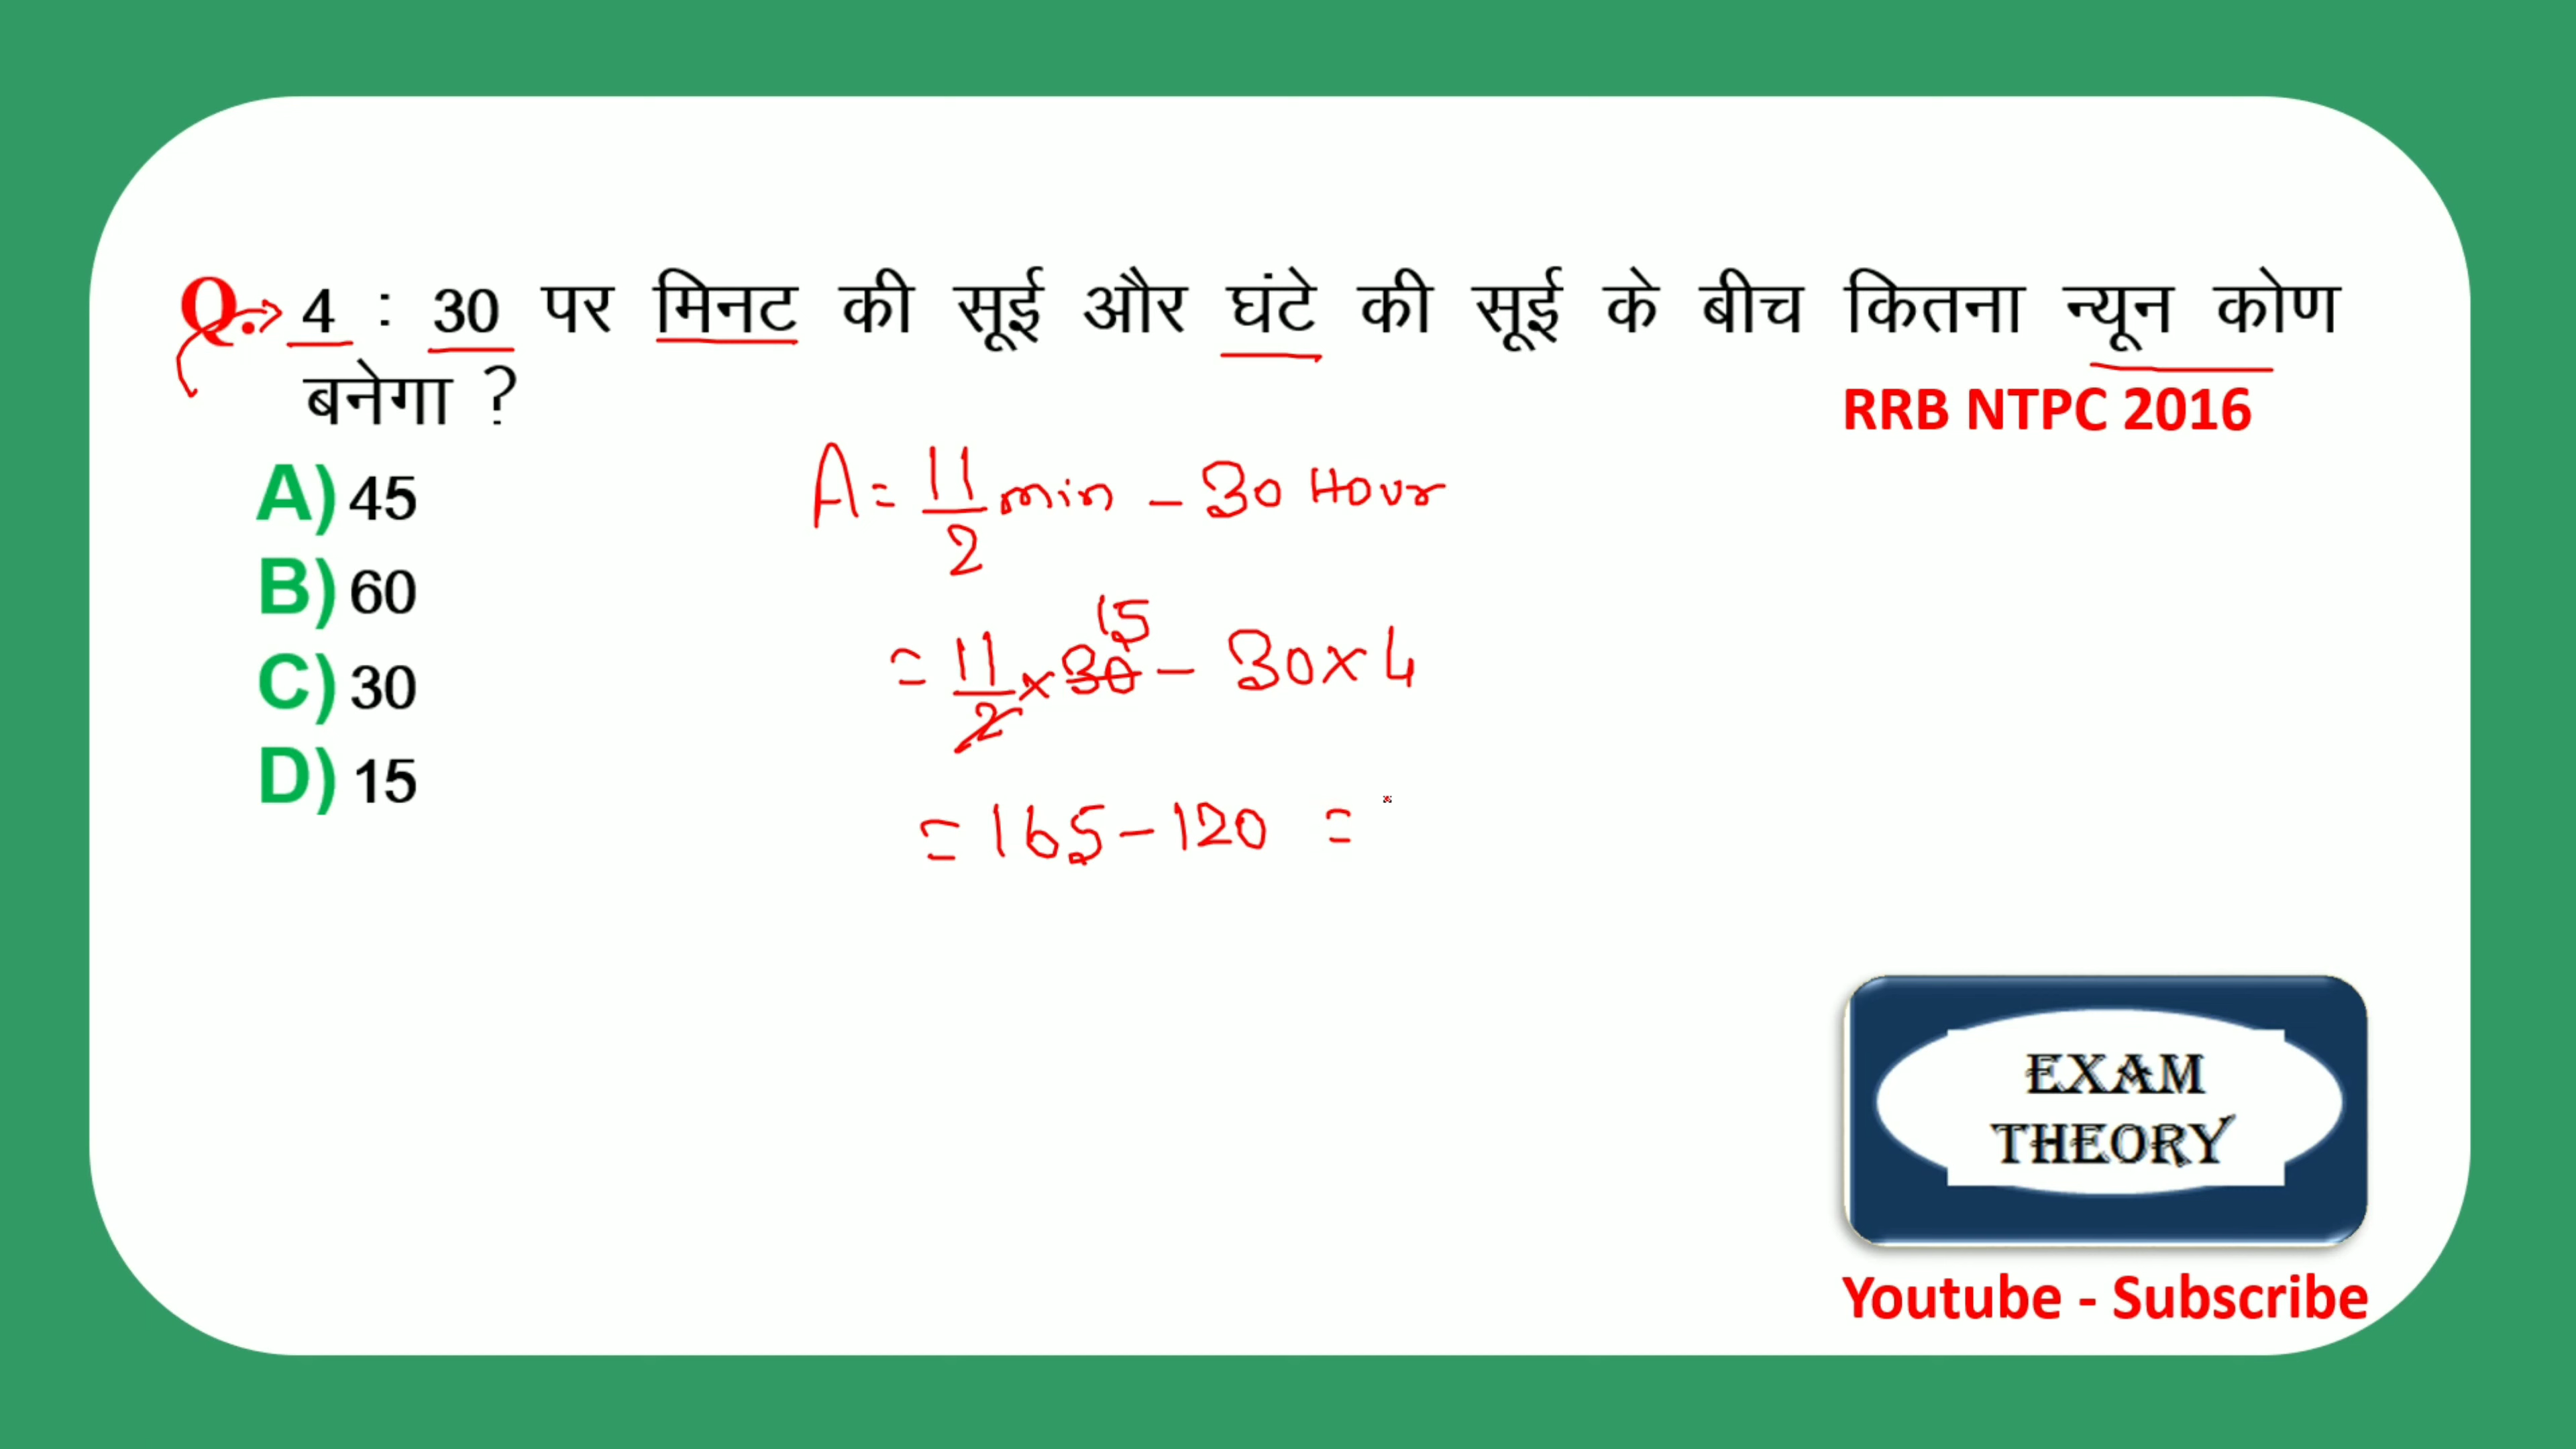 Q. 4 : 30 पर मिनट की सूई और घंटे की सूई के बीच कितना न्यून कोण
बनेगा ?
RRB NTPC 2016
A) 45
B) 60
C) 30
D) 15
A = 11/2 min - 30 Hour
= 11/2 × 30 15 - 30 × 4
= 165 - 120 =
EXAM
THEORY
Youtube - Subscribe